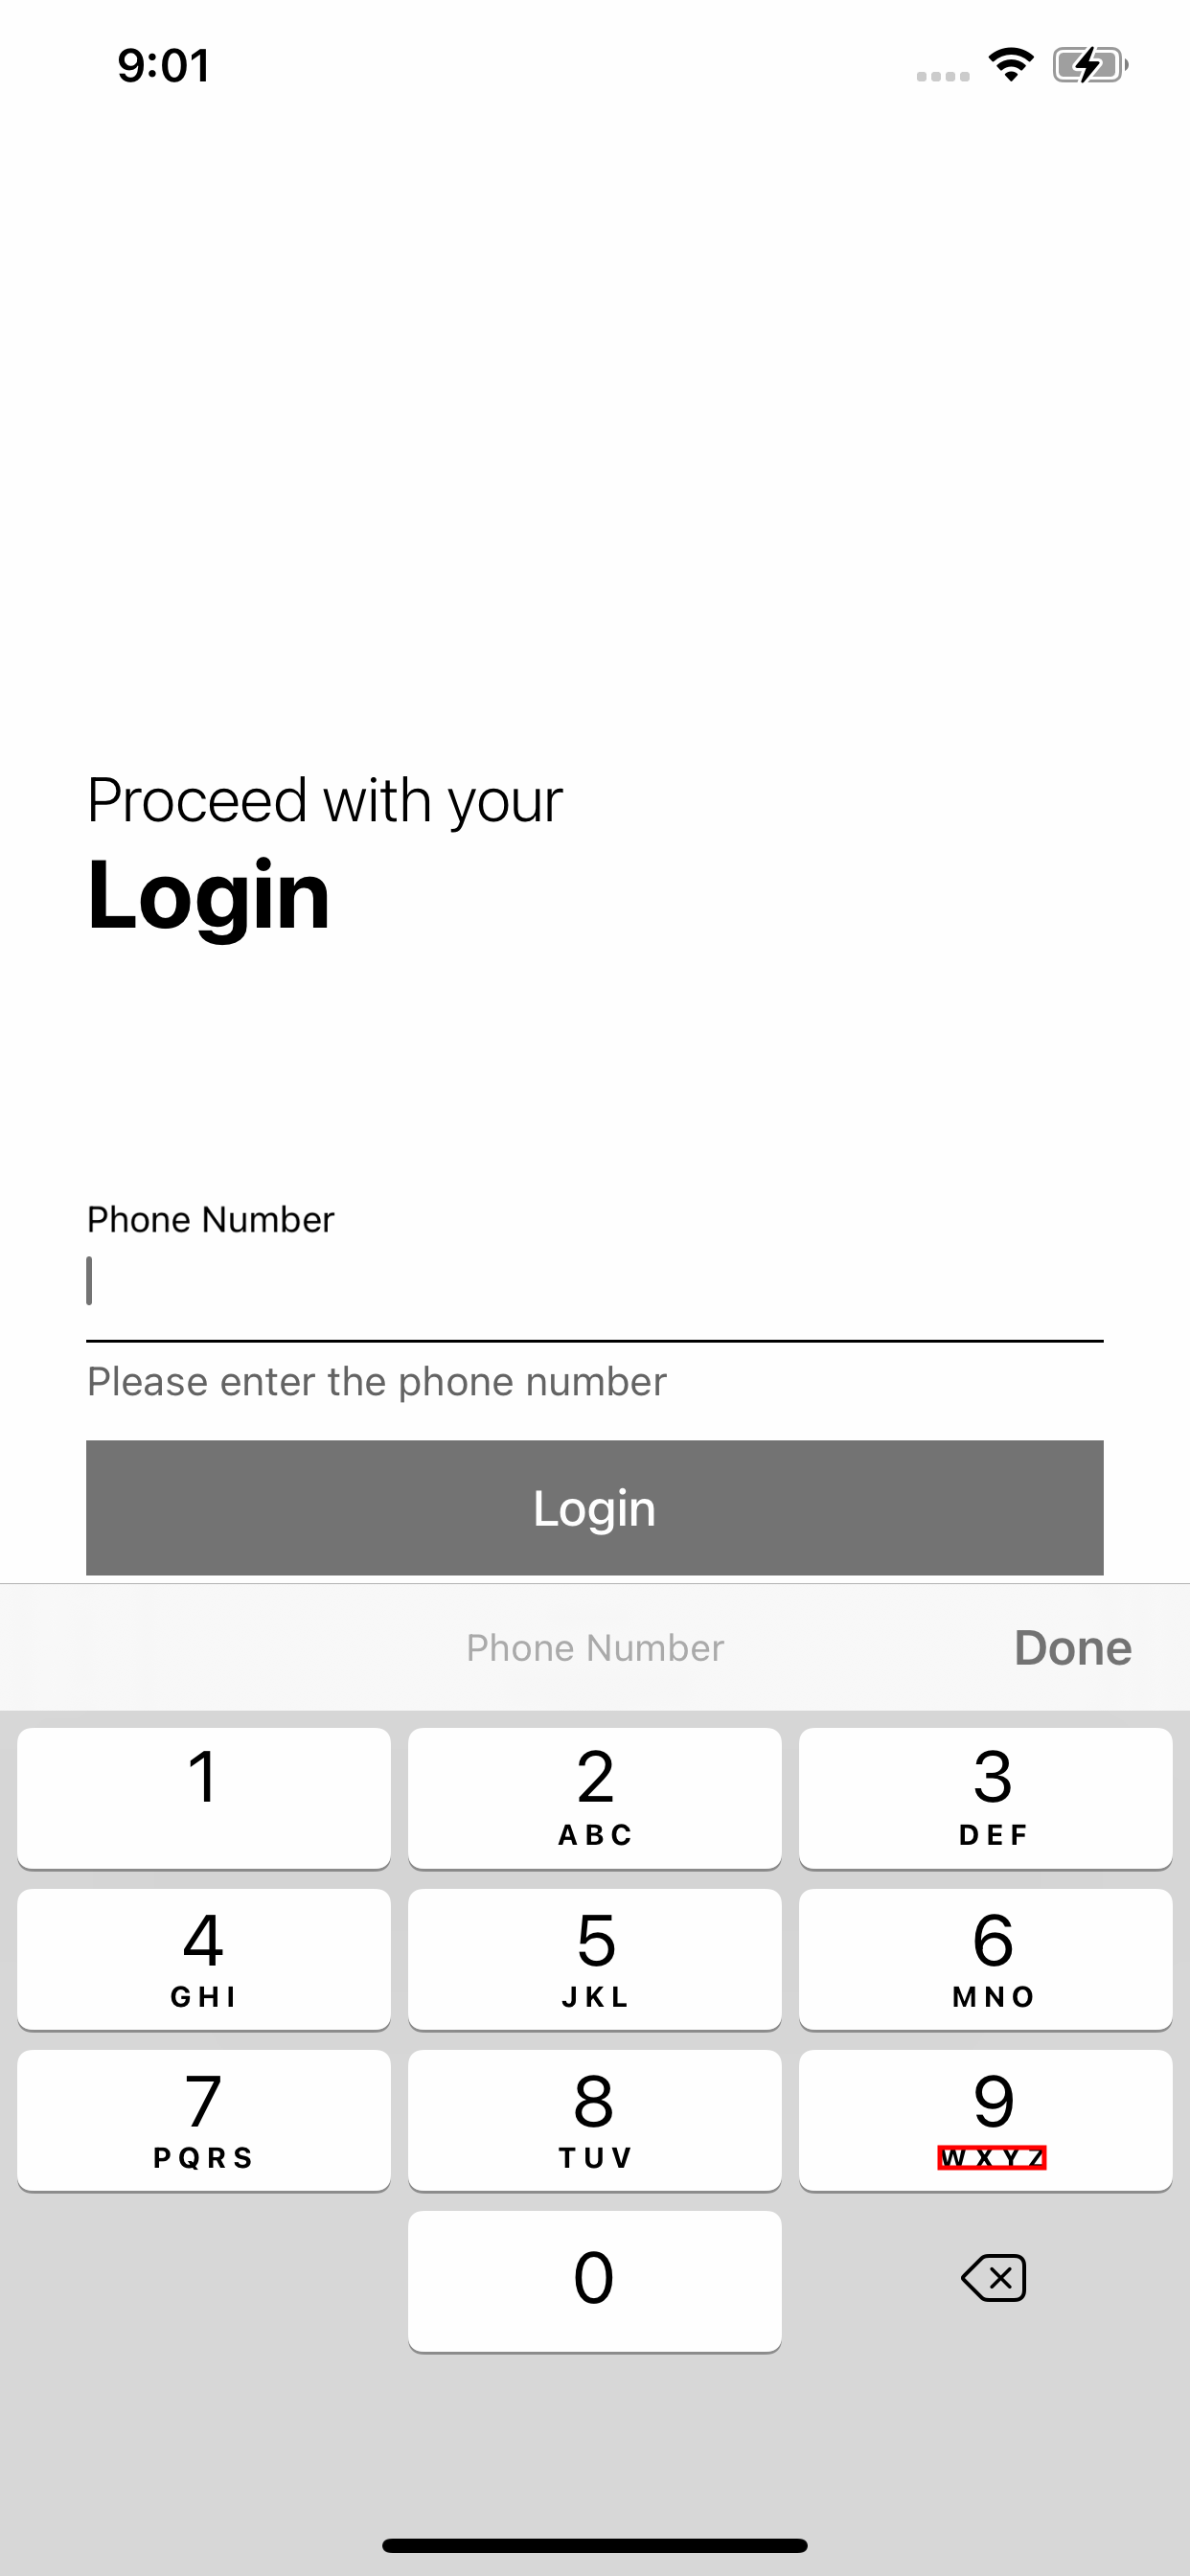 9:01
Proceed with your
Login
Phone Number
Please enter the phone number
Login
Phone Number
Done
1
2
3
ABC
DEF
4
5
6
GHI
JKL
MNO
7
8
9
PQRS
TUV
WXYZ
0